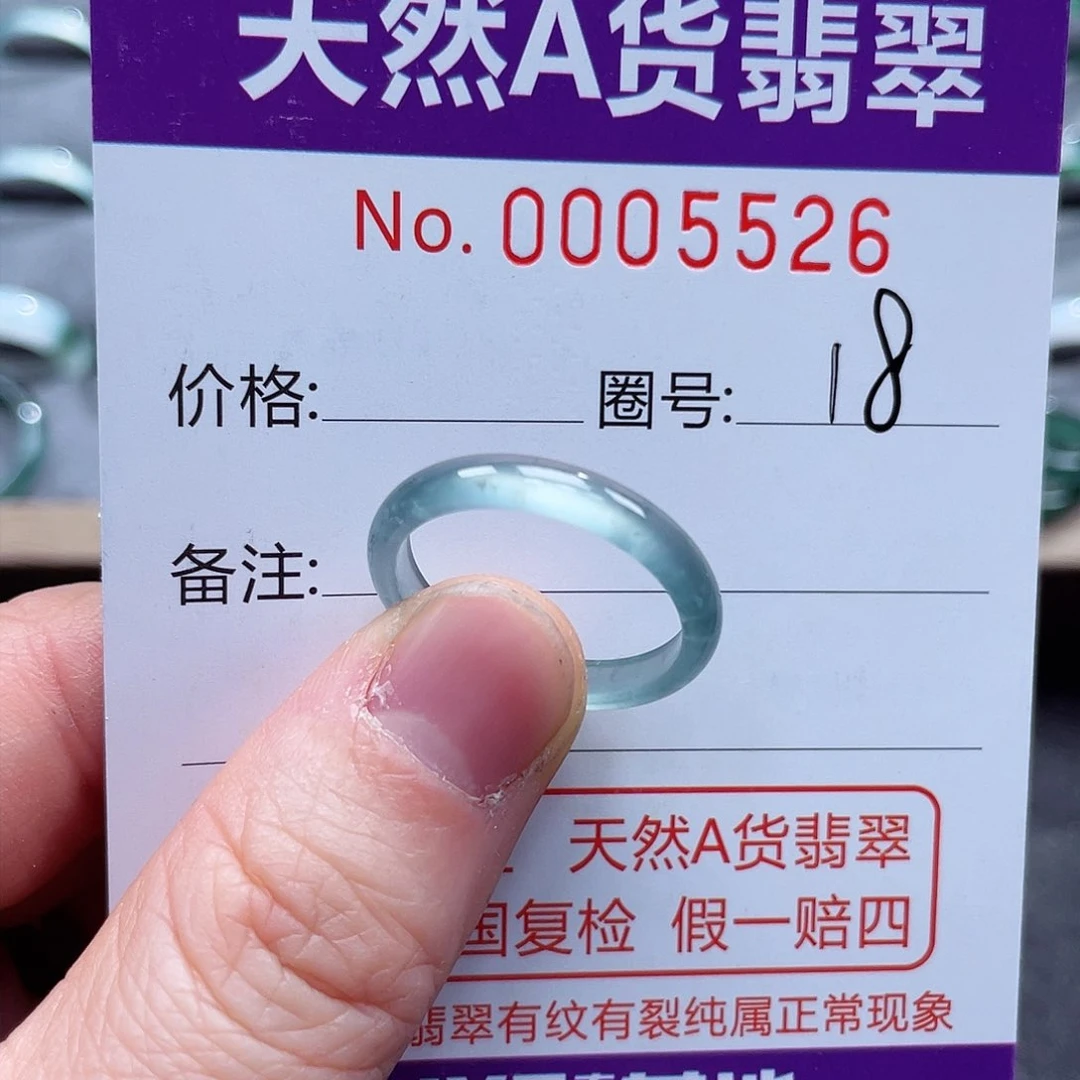 天然A货翡翠
No. 0005526
价格: 圈号: 18
备注:
天然A货翡翠
国复检 假一赔四
翡翠有纹有裂纯属正常现象